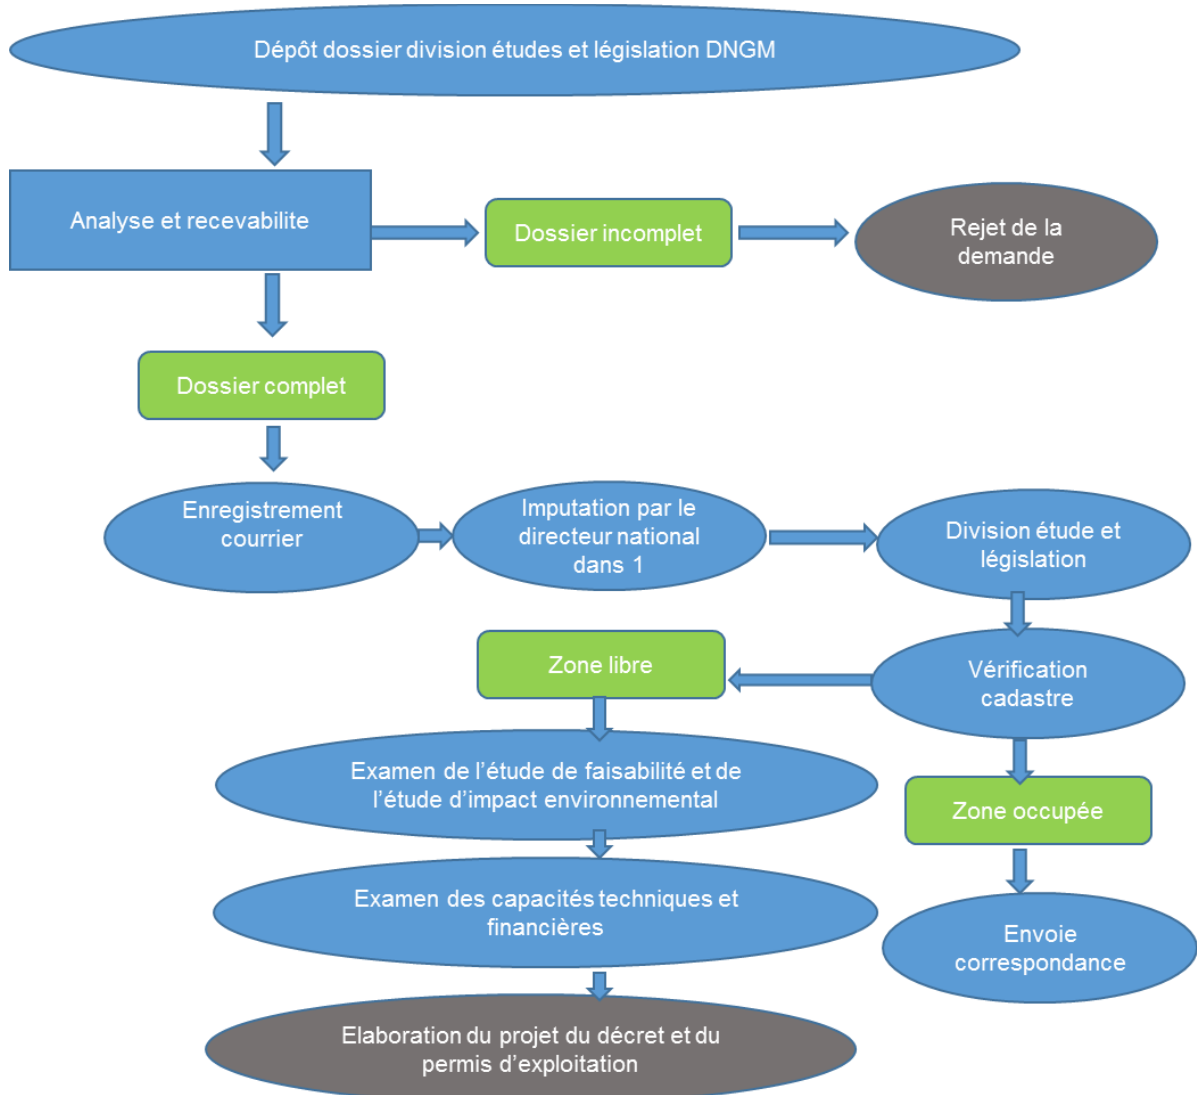 Dépôt dossier division études et législation DNGM
Analyse et recevabilite
Dossier incomplet
Rejet de la
demande
Dossier complet
Enregistrement
courrier
Imputation par le
directeur national
dans 1
Division étude et
législation
Zone libre
Vérification
cadastre
Examen de l’étude de faisabilité et de
l’étude d’impact environnemental
Zone occupée
Examen des capacités techniques et
financières
Envoie
correspondance
Elaboration du projet du décret et du
permis d’exploitation